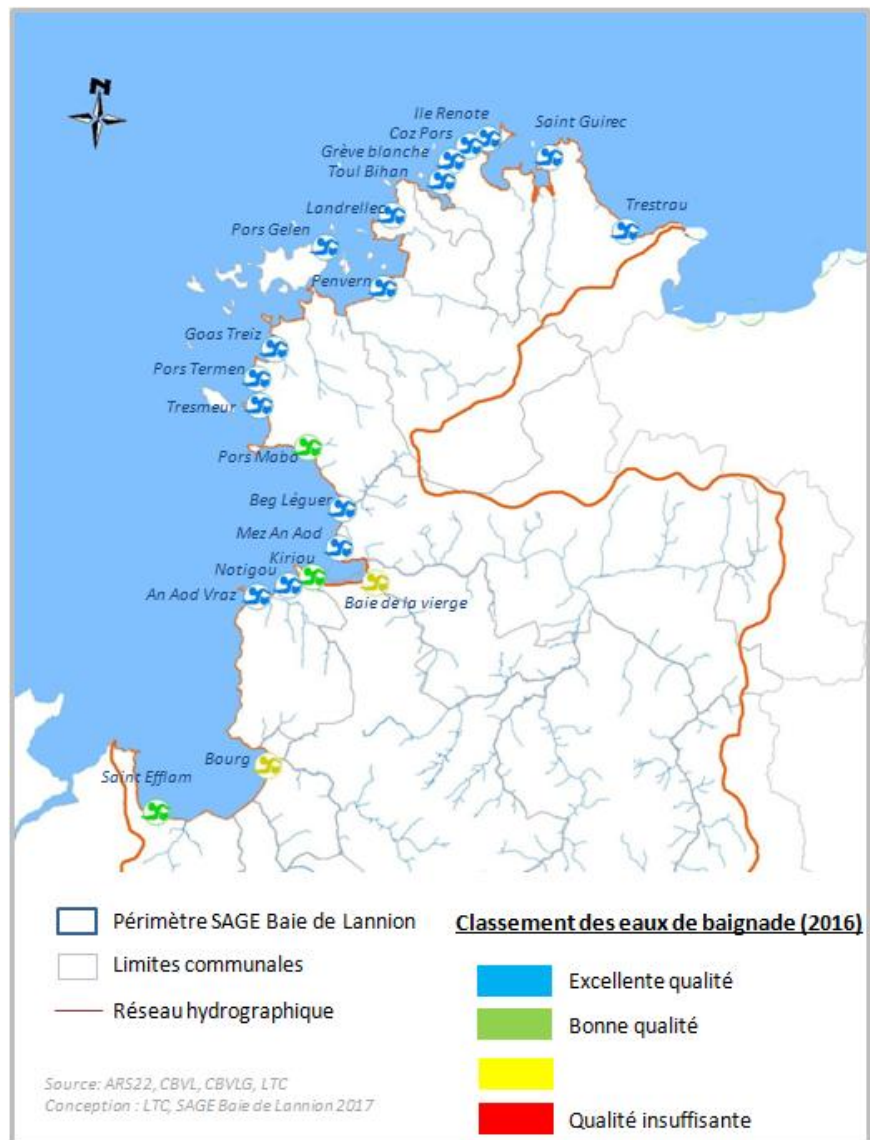 N
Ile Renote
Coz Pors
Saint Guirec
Grève blanche
Toul Bihan
Landrellec
Trestrau
Pors Gelen
Penvern
Goas Treiz
Pors Termen
Tresmeur
Pors Mabo
Beg Léguer
Mez An Aod
Kiriou
Notigou
An Aod Vraz
Baie de la vierge
Bourg
Saint Efflam
Périmètre SAGE Baie de Lannion
Limites communales
Réseau hydrographique
Classement des eaux de baignade (2016)
Excellente qualité
Bonne qualité
Qualité insuffisante
Source: ARS22, CBVL, CBVLG, LTC
Conception : LTC, SAGE Baie de Lannion 2017